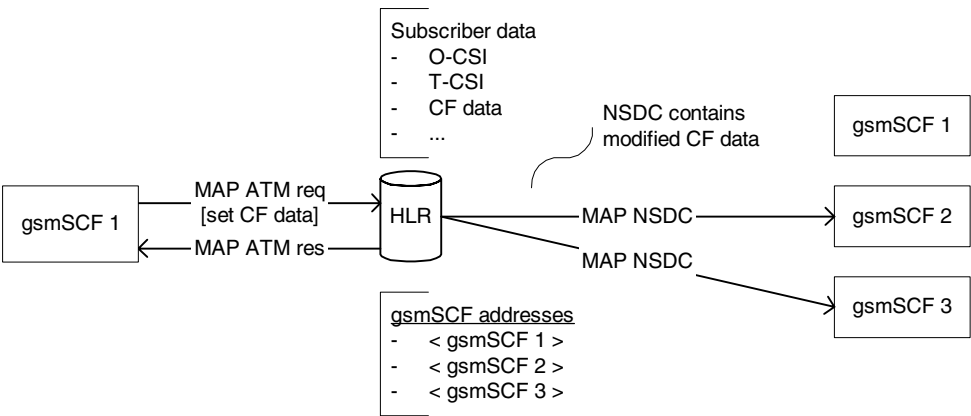 Subscriber data
- O-CSI
- T-CSI
- CF data
- ...
NSDC contains
modified CF data
gsmSCF 1
gsmSCF 1
MAP ATM req
[set CF data]
MAP ATM res
HLR
MAP NSDC
MAP NSDC
gsmSCF 2
gsmSCF 3
gsmSCF addresses
- < gsmSCF 1 >
- < gsmSCF 2 >
- < gsmSCF 3 >